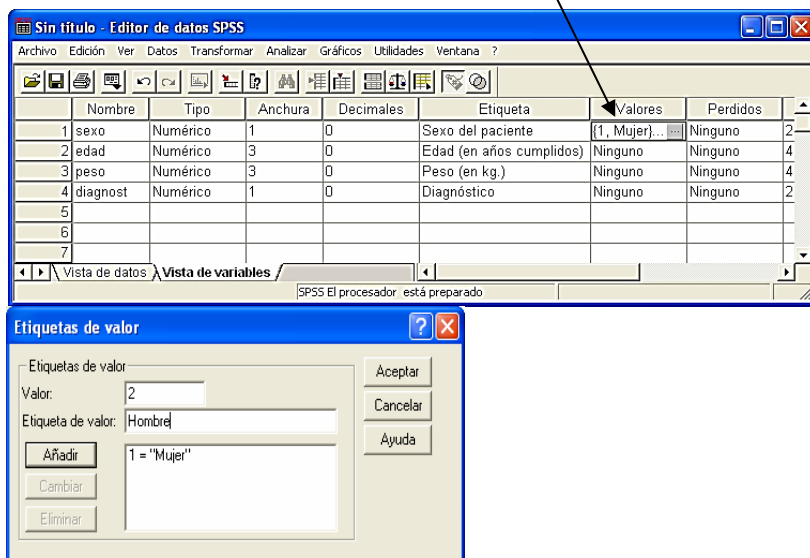 Sin título - Editor de datos SPSS
Archivo Edición Ver Datos Transformar Analizar Gráficos Utilidades Ventana ?
Nombre Tipo Anchura Decimales Etiqueta Valores Perdidos
1 sexo Numérico 1 0 Sexo del paciente {1, Mujer}... ... Ninguno 2
2 edad Numérico 3 0 Edad (en años cumplidos) Ninguno Ninguno 4
3 peso Numérico 3 0 Peso (en kg.) Ninguno Ninguno 4
4 diagnost Numérico 1 0 Diagnóstico Ninguno Ninguno 2
5
6
7
Vista de datos Vista de variables
SPSS El procesador está preparado
Etiquetas de valor
Etiquetas de valor
Valor: 2
Etiqueta de valor: Hombre
Aceptar
Cancelar
Ayuda
Añadir
Cambiar
Eliminar
1 = "Mujer"